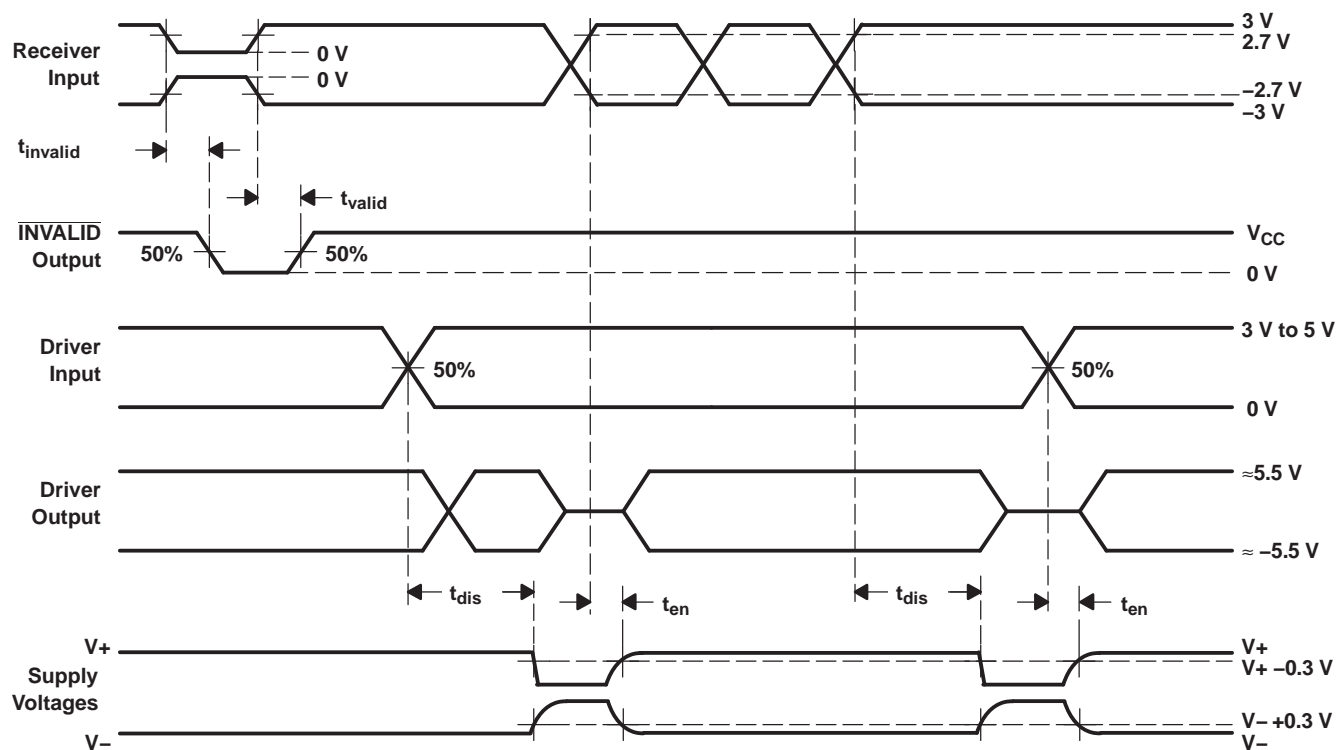 3 V
Receiver
Input
0 V
0 V
2.7 V
–2.7 V
–3 V
tinvalid
tvalid
INVALID
Output
50%
50%
VCC
0 V
Driver
Input
50%
50%
3 V to 5 V
0 V
Driver
Output
≈5.5 V
≈ –5.5 V
tdis
ten
tdis
ten
V+
Supply
Voltages
V–
V+
V+ –0.3 V
V– +0.3 V
V–